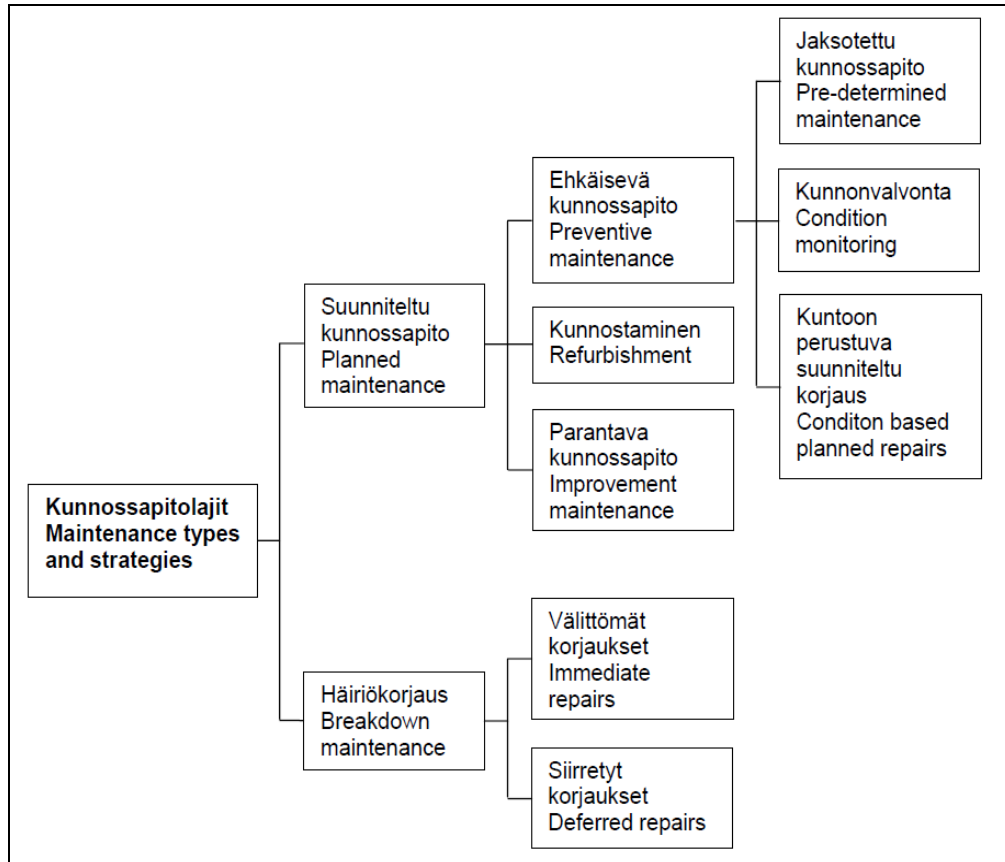 Kunnossapitolajit
Maintenance types
and strategies
Suunniteltu
kunnossapito
Planned
maintenance
Ehkäisevä
kunnossapito
Preventive
maintenance
Jaksotettu
kunnossapito
Pre-determined
maintenance
Kunnonvalvonta
Condition
monitoring
Kuntoon
perustuva
suunniteltu
korjaus
Conditon based
planned repairs
Kunnostaminen
Refurbishment
Parantava
kunnossapito
Improvement
maintenance
Häiriökorjaus
Breakdown
maintenance
Välittömät
korjaukset
Immediate
repairs
Siirretyt
korjaukset
Deferred repairs